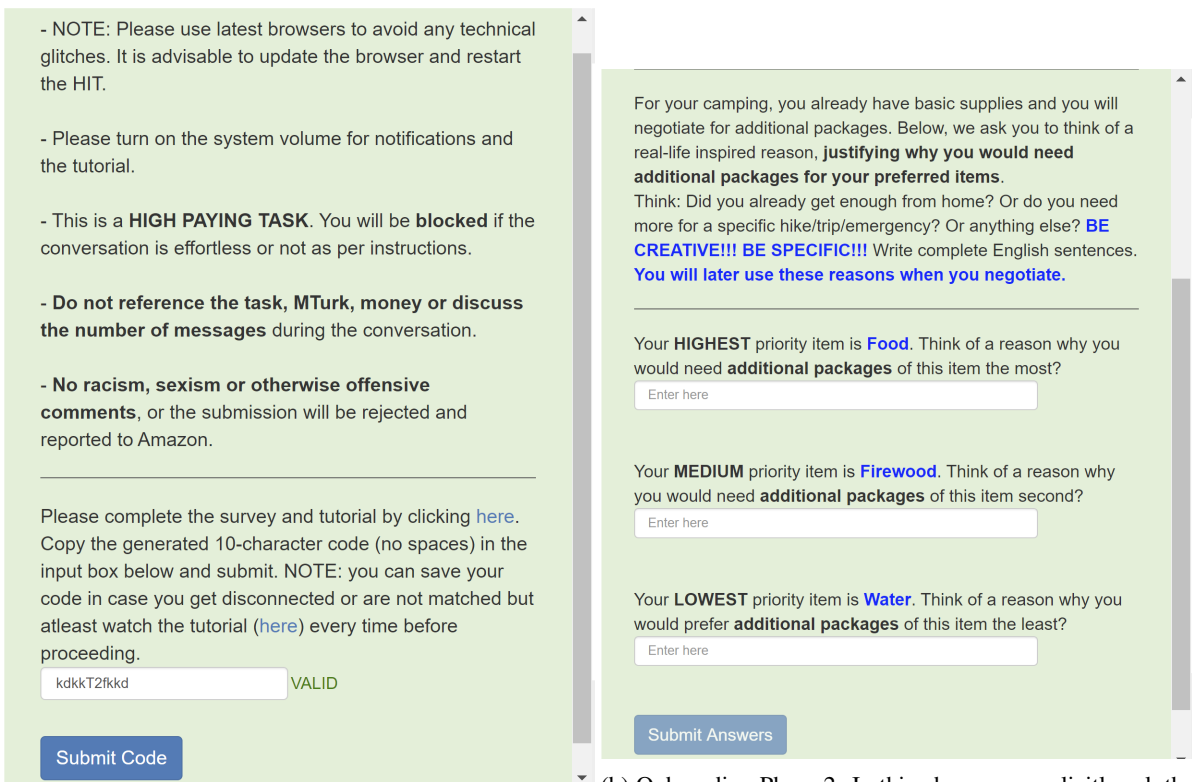 - NOTE: Please use latest browsers to avoid any technical
glitches. It is advisable to update the browser and restart
the HIT.
- Please turn on the system volume for notifications and
the tutorial.
- This is a HIGH PAYING TASK. You will be blocked if the
conversation is effortless or not as per instructions.
- Do not reference the task, MTurk, money or discuss
the number of messages during the conversation.
- No racism, sexism or otherwise offensive
comments, or the submission will be rejected and
reported to Amazon.
Please complete the survey and tutorial by clicking here.
Copy the generated 10-character code (no spaces) in the
input box below and submit. NOTE: you can save your
code in case you get disconnected or are not matched but
atleast watch the tutorial (here) every time before
proceeding.
kdkkT2fkkd VALID
Submit Code
For your camping, you already have basic supplies and you will
negotiate for additional packages. Below, we ask you to think of a
real-life inspired reason, justifying why you would need
additional packages for your preferred items.
Think: Did you already get enough from home? Or do you need
more for a specific hike/trip/emergency? Or anything else? BE
CREATIVE!!! BE SPECIFIC!!! Write complete English sentences.
You will later use these reasons when you negotiate.
Your HIGHEST priority item is Food. Think of a reason why you
would need additional packages of this item the most?
Enter here
Your MEDIUM priority item is Firewood. Think of a reason why
you would need additional packages of this item second?
Enter here
Your LOWEST priority item is Water. Think of a reason why you
would prefer additional packages of this item the least?
Enter here
Submit Answers